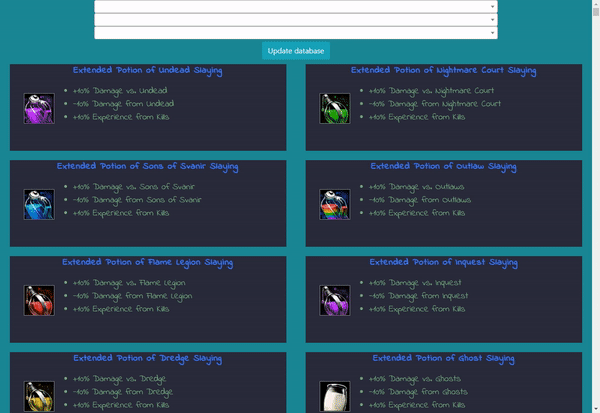 Update database
Extended Potion of Undead Slaying
+10% Damage vs. Undead
-10% Damage from Undead
+10% Experience from Kills
Extended Potion of Nightmare Court Slaying
+10% Damage vs. Nightmare Court
-10% Damage from Nightmare Court
+10% Experience from Kills
Extended Potion of Sons of Svanir Slaying
+10% Damage vs. Sons of Svanir
-10% Damage from Sons of Svanir
+10% Experience from Kills
Extended Potion of Outlaw Slaying
+10% Damage vs. Outlaws
-10% Damage from Outlaws
+10% Experience from Kills
Extended Potion of Flame Legion Slaying
+10% Damage vs. Flame Legion
-10% Damage from Flame Legion
+10% Experience from Kills
Extended Potion of Inquest Slaying
+10% Damage vs. Inquest
-10% Damage from Inquest
+10% Experience from Kills
Extended Potion of Dredge Slaying
+10% Damage vs. Dredge
-10% Damage from Dredge
+10% Experience from Kills
Extended Potion of Ghost Slaying
+10% Damage vs. Ghosts
-10% Damage from Ghosts
+10% Experience from Kills